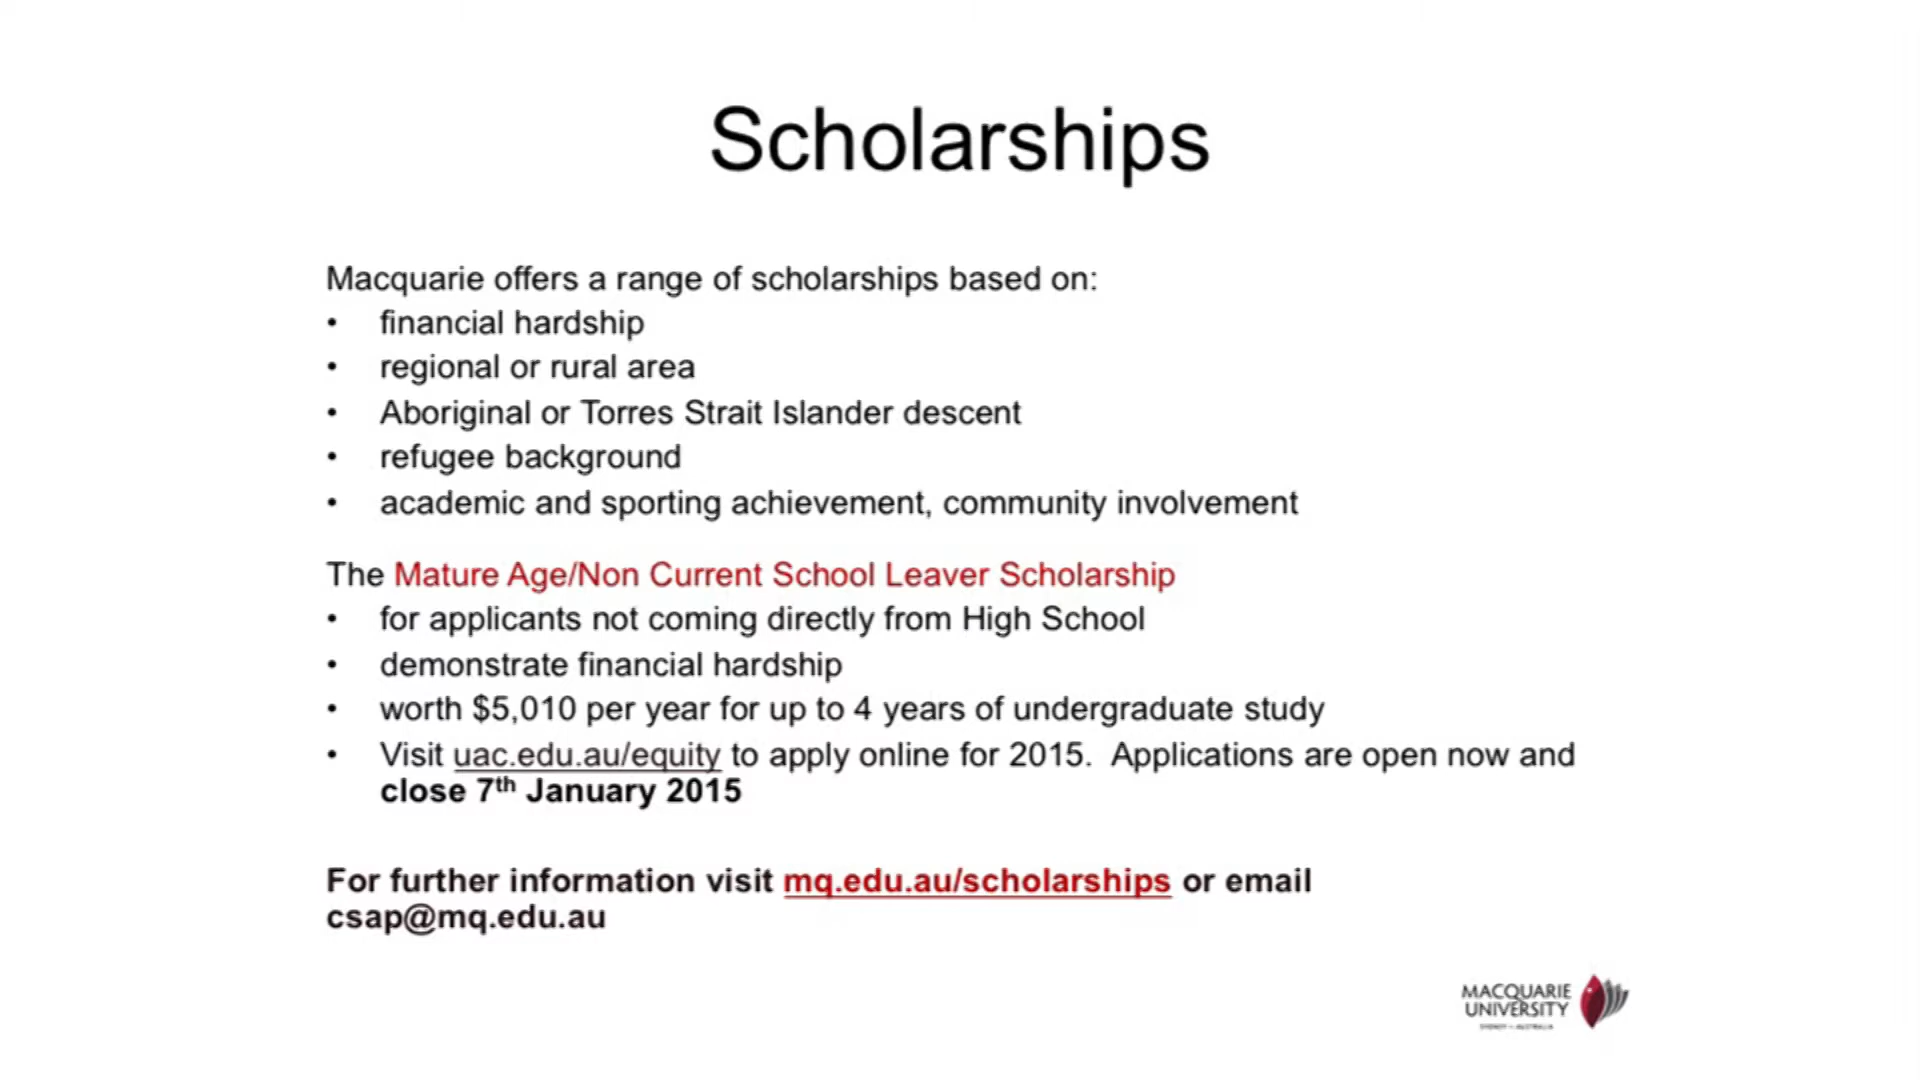 Scholarships
Macquarie offers a range of scholarships based on:
• financial hardship
• regional or rural area
• Aboriginal or Torres Strait Islander descent
• refugee background
• academic and sporting achievement, community involvement
The Mature Age/Non Current School Leaver Scholarship
• for applicants not coming directly from High School
• demonstrate financial hardship
• worth $5,010 per year for up to 4 years of undergraduate study
• Visit uac.edu.au/equity to apply online for 2015. Applications are open now and
close 7th January 2015
For further information visit mq.edu.au/scholarships or email
csap@mq.edu.au
MACQUARIE
UNIVERSITY
SYDNEY – AUSTRALIA